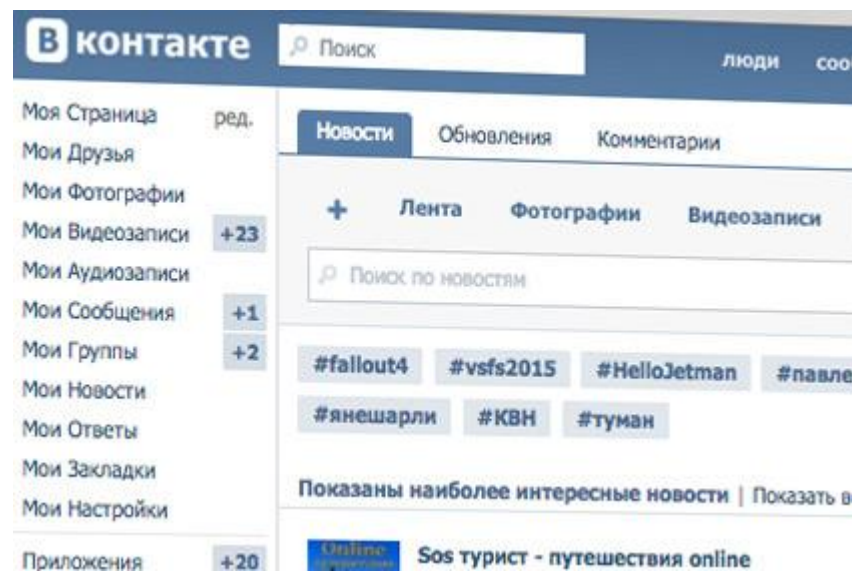 В контакте
Поиск
люди
Моя Страница ред.
Мои Друзья
Мои Фотографии
Мои Видеозаписи +23
Мои Аудиозаписи
Мои Сообщения +1
Мои Группы +2
Мои Новости
Мои Ответы
Мои Закладки
Мои Настройки
Приложения +20
Новости Обновления Комментарии
+ Лента Фотографии Видеозаписи
Поиск по новостям
#fallout4 #vsfs2015 #HelloJetman
#янешарли #КВН #туман
Показаны наиболее интересные новости | Показать
Online
Sos турист - путешествия online